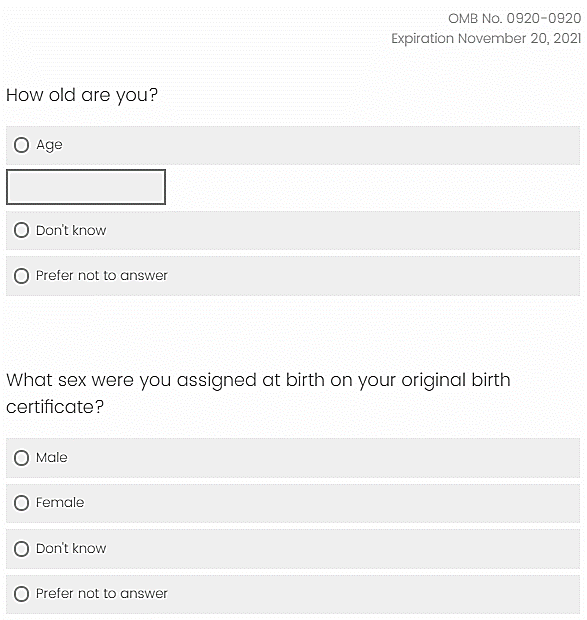 OMB No. 0920-0920
Expiration November 20, 2021
How old are you?
Age
Don't know
Prefer not to answer
What sex were you assigned at birth on your original birth
certificate?
Male
Female
Don't know
Prefer not to answer